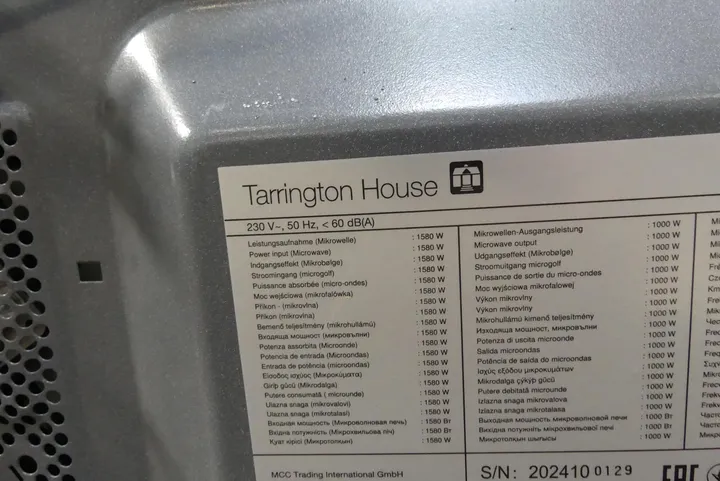 Tarrington House
230 V~, 50 Hz, < 60 dB(A)
Leistungsaufnahme (Mikrowelle) : 1580 W
Power input (Microwave) : 1580 W
Indgangseffekt (Mikrobølge) : 1580 W
Stroomingang (microgolf) : 1580 W
Puissance absorbée (micro-ondes) : 1580 W
Moc wejściowa (mikrofalówka) : 1580 W
Příkon - (mikrovlna) : 1580 W
Příkon (mikrovlna) : 1580 W
Bemenő teljesítmény (mikrohullámú) : 1580 W
Входяща мощност (микровълни) : 1580 W
Potenza assorbita (Microonde) : 1580 W
Potencia de entrada (Microondas) : 1580 W
Entrada de potência (microondas) : 1580 W
Είσοδος ισχύος (Μικροκύματα) : 1580 W
Giriş gücü (Mikrodalga) : 1580 W
Putere consumată ( microunde) : 1580 W
Ulazna snaga (mikrovalovi) : 1580 W
Ulazna snaga (mikrotalasi) : 1580 W
Входная мощность (Микроволновая печь) : 1580 Вт
Вхідна потужність (Мікрохвильова піч) : 1580 Вт
Қуат кірісі (Микротолқын) : 1580 W
Mikrowellen-Ausgangsleistung : 1000 W
Microwave output : 1000 W
Udgangseffekt (Mikrobølge) : 1000 W
Stroomuitgang microgolf : 1000 W
Puissance de sortie du micro-ondes : 1000 W
Moc wyjściowa mikrofalowej : 1000 W
Výkon mikrovlny : 1000 W
Výkon mikrovlny : 1000 W
Mikrohullámú kimenő teljesítmény : 1000 W
Изходяща мощност, микровълни : 1000 W
Potenza di uscita microonde : 1000 W
Salida microondas : 1000 W
Potência de saída do microondas : 1000 W
Ισχύς εξόδου μικροκυμάτων : 1000 W
Mikrodalga çıkış gücü : 1000 W
Putere debitată microunde : 1000 W
Izlazna snaga mikrovalova : 1000 W
Izlazna snaga mikrotalasa : 1000 W
Выходная мощность микроволновой печи : 1000 Вт
Вихідна потужність мікрохвильової печі : 1000 Вт
Микротолқын шығысы : 1000 W
MCC Trading International GmbH
S/N: 202410 0129
EAC